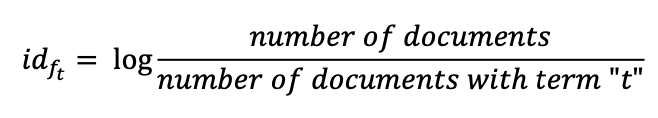 idf_t = log number of documents
number of documents with term "t"